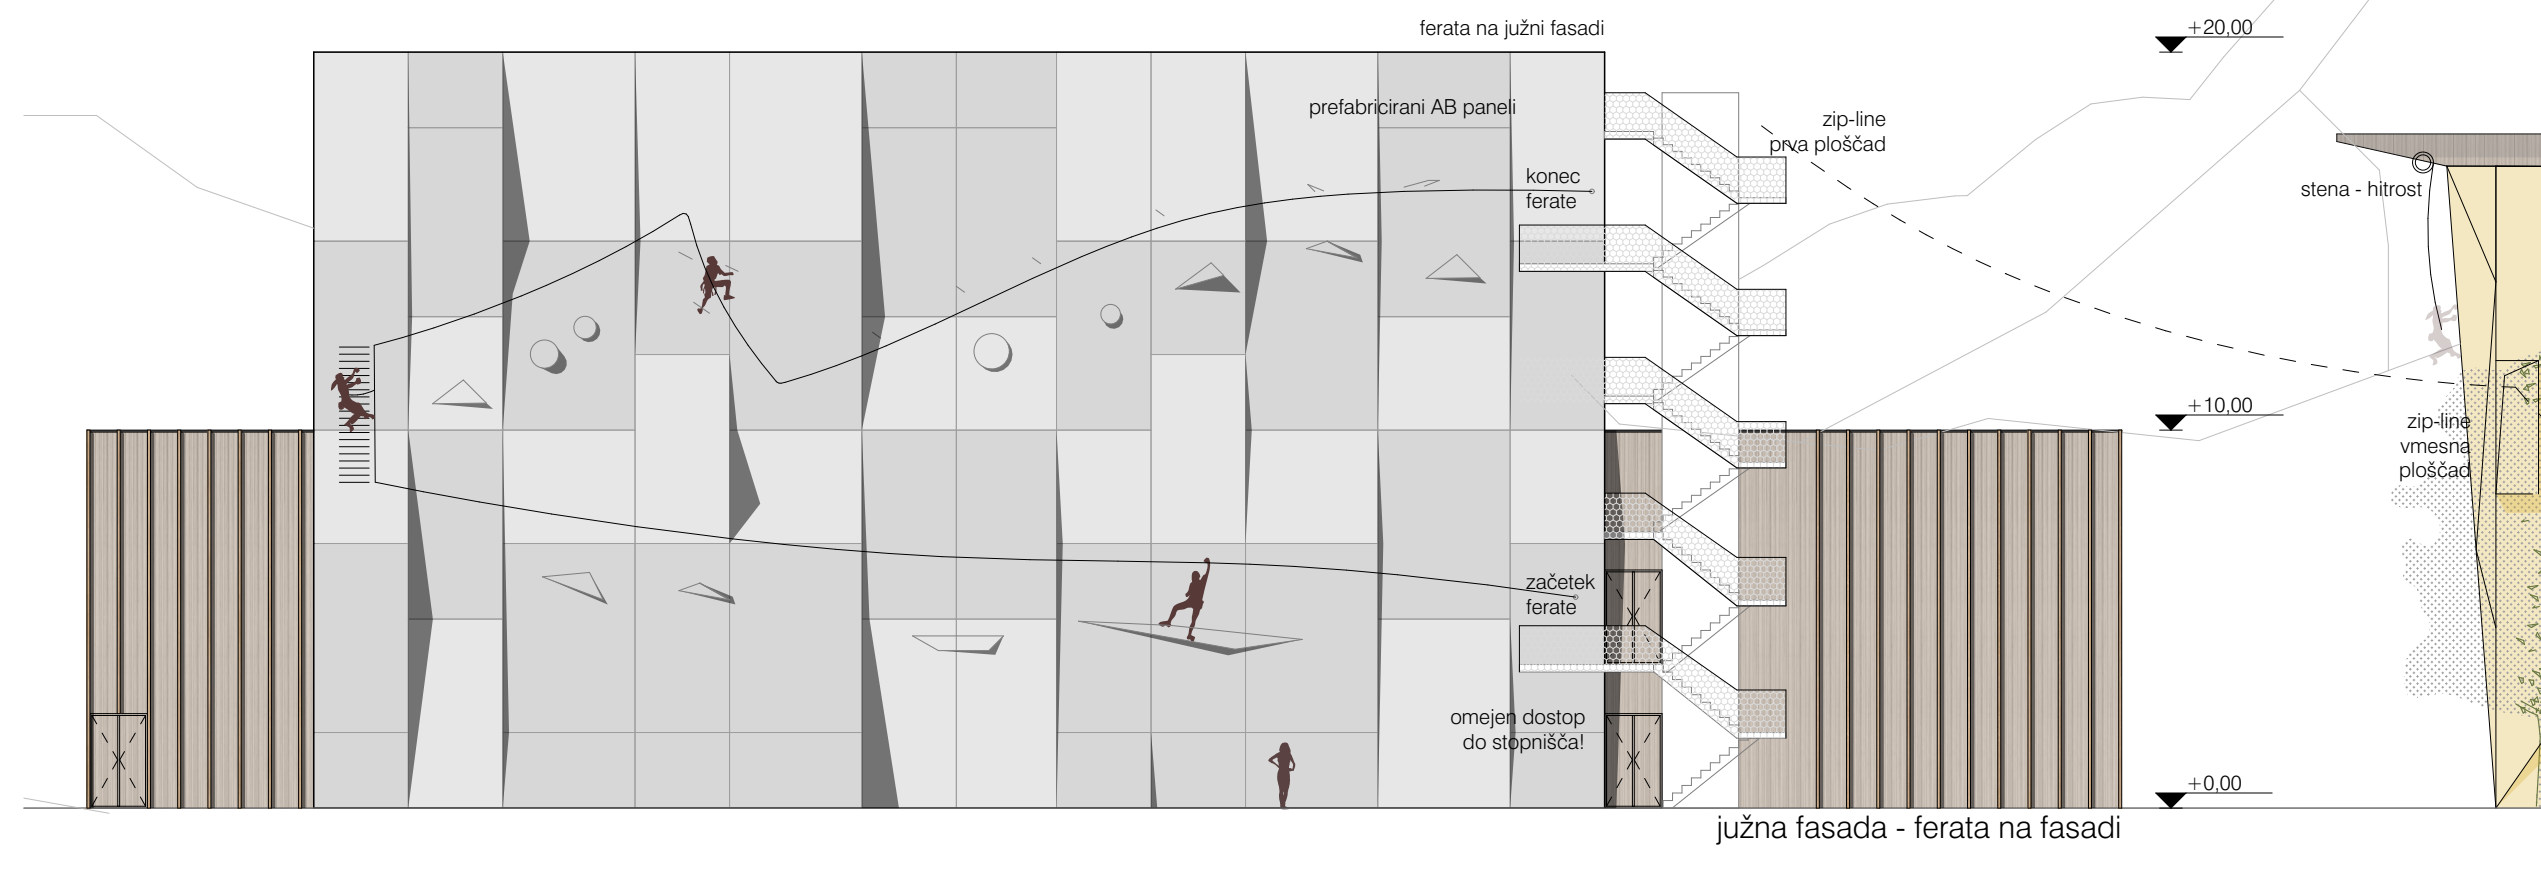 ferata na južni fasadi
+20,00
prefabricirani AB paneli
zip-line
prva ploščad
konec
ferate
stena - hitrost
+10,00
zip-line
vmesna
ploščad
začetek
ferate
omejen dostop
do stopnišča!
+0,00
južna fasada - ferata na fasadi